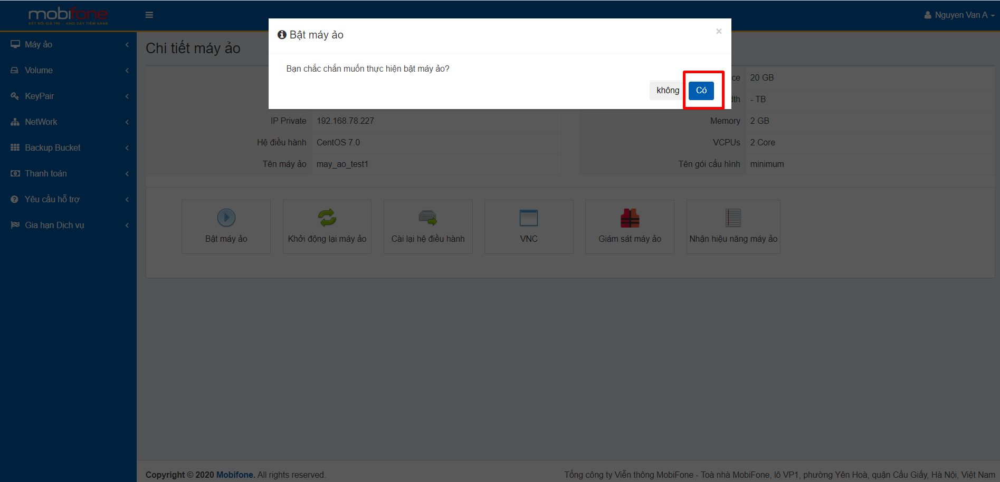 mobifone
KẾT NỐI GIÁ TRỊ - KHƠI DẬY TIỀM NĂNG
Nguyen Van A
Máy ảo
Volume
KeyPair
NetWork
Backup Bucket
Thanh toán
Yêu cầu hỗ trợ
Gia hạn Dịch vụ
Chi tiết máy ảo
Bật máy ảo
×
Bạn chắc chắn muốn thực hiện bật máy ảo?
không
Có
ce 20 GB
dth - TB
IP Private 192.168.78.227
Memory 2 GB
Hệ điều hành CentOS 7.0
VCPUs 2 Core
Tên máy ảo may_ao_test1
Tên gói cấu hình minimum
Bật máy ảo
Khởi động lại máy ảo
Cài lại hệ điều hành
VNC
Giám sát máy ảo
Nhận hiệu năng máy ảo
Copyright © 2020 Mobifone. All rights reserved.
Tổng công ty Viễn thông MobiFone - Toà nhà MobiFone, lô VP1, phường Yên Hoà, quận Cầu Giấy, Hà Nội, Việt Nam